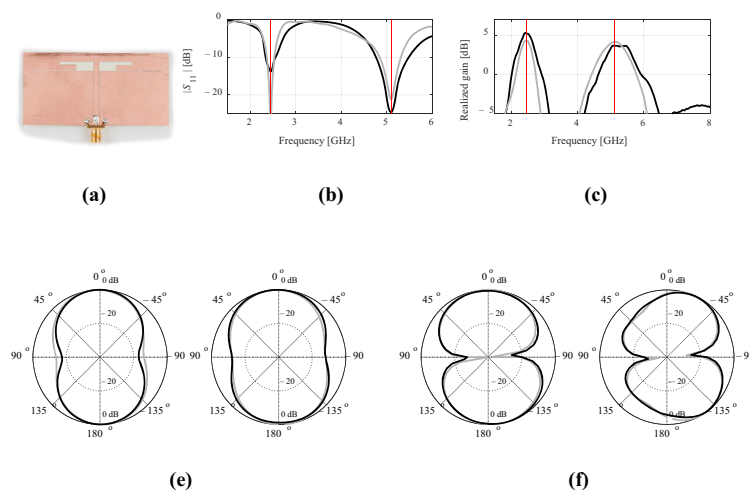 0
−10
−20
|S11| [dB]
2 3 4 5 6
Frequency [GHz]
5
0
−5
Realized gain [dB]
2 4 6 8
Frequency [GHz]
(a) (b) (c)
0 o
0 dB
45 o
−45 o
−20
90 o
−90
−20
135 o
−135 o
0 dB
180 o
0 o
0 dB
45 o
−45 o
−20
90 o
−90
−20
135 o
−135 o
0 dB
180 o
0 o
0 dB
45 o
−45 o
−20
90 o
−90
−20
135 o
−135 o
0 dB
180 o
0 o
0 dB
45 o
−45 o
−20
90 o
−9
−20
135 o
−135 o
0 dB
180 o
(e) (f)